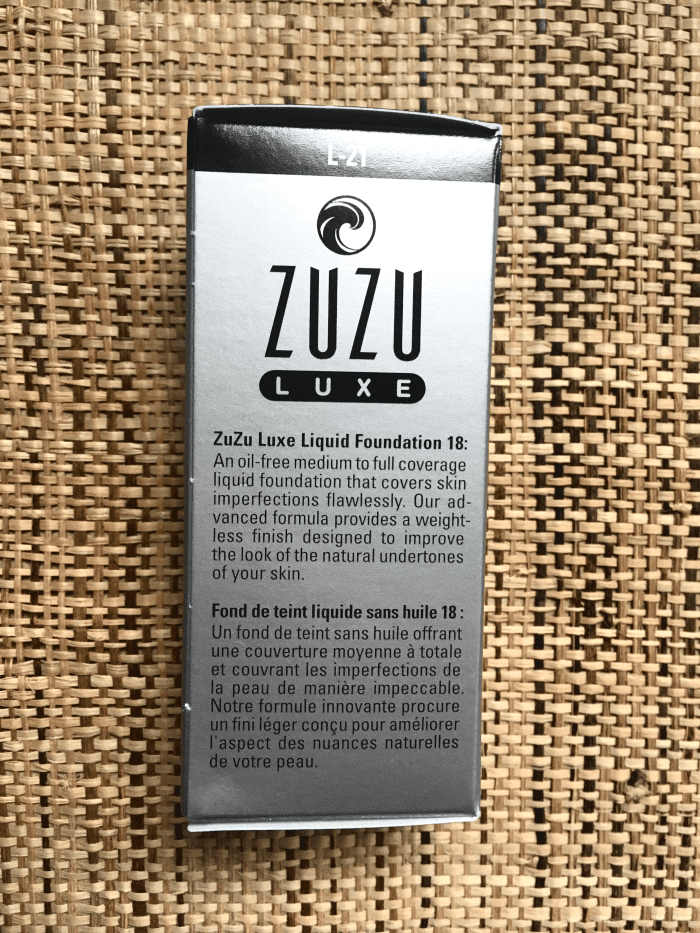 L-21
ZUZU
LUXE
ZuZu Luxe Liquid Foundation 18:
An oil-free medium to full coverage
liquid foundation that covers skin
imperfections flawlessly. Our ad-
vanced formula provides a weight-
less finish designed to improve
the look of the natural undertones
of your skin.
Fond de teint liquide sans huile 18 :
Un fond de teint sans huile offrant
une couverture moyenne à totale
et couvrant les imperfections de
la peau de manière impeccable.
Notre formule innovante procure
un fini léger conçu pour améliorer
l'aspect des nuances naturelles
de votre peau.